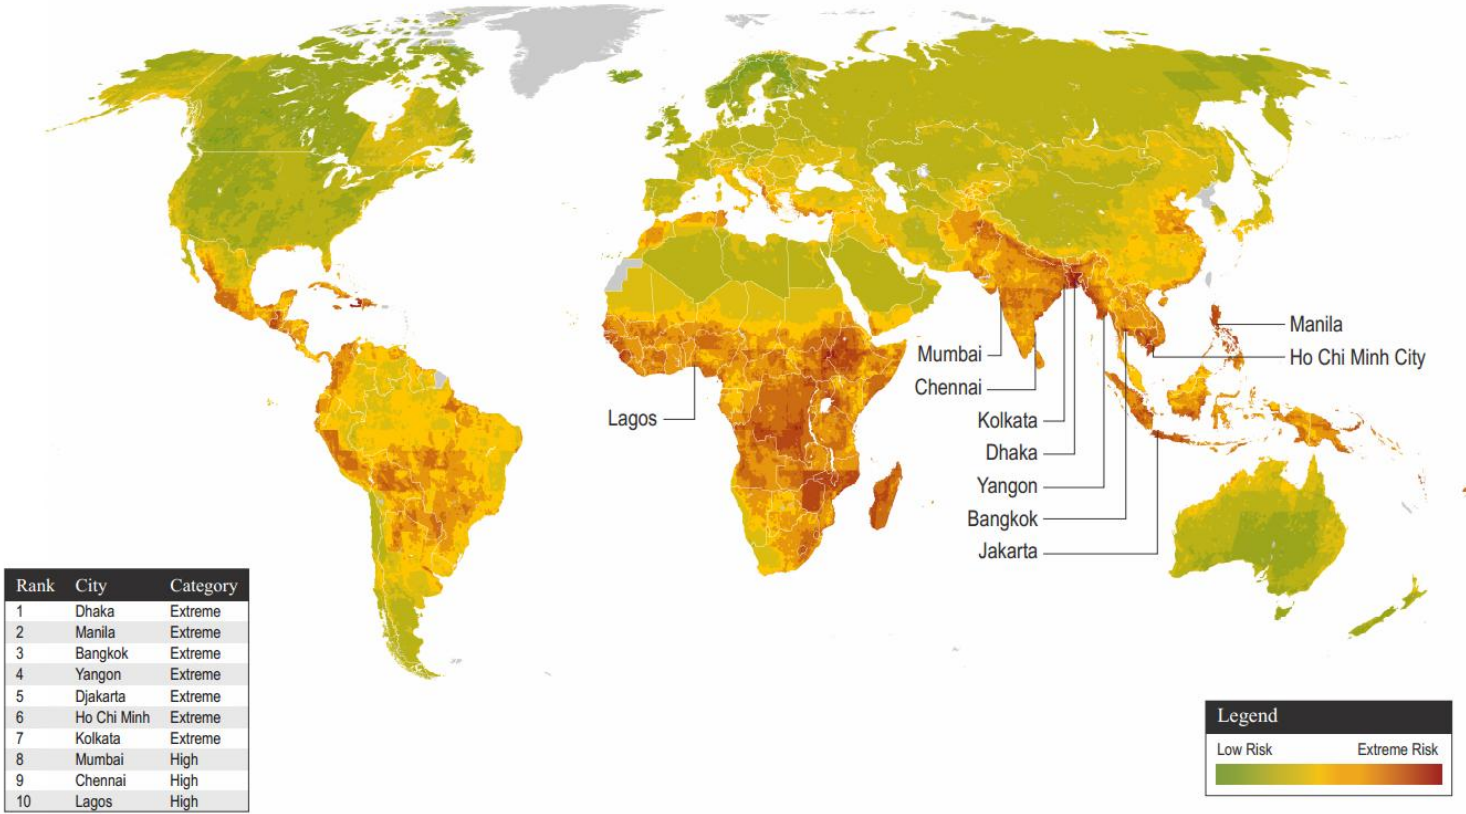 Manila
Ho Chi Minh City
Mumbai
Chennai
Lagos
Kolkata
Dhaka
Yangon
Bangkok
Jakarta
Rank City Category
1 Dhaka Extreme
2 Manila Extreme
3 Bangkok Extreme
4 Yangon Extreme
5 Djakarta Extreme
6 Ho Chi Minh Extreme
7 Kolkata Extreme
8 Mumbai High
9 Chennai High
10 Lagos High
Legend
Low Risk Extreme Risk